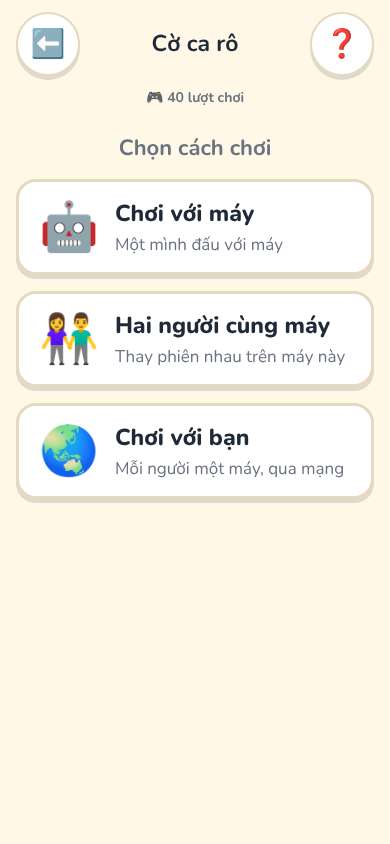 Cờ ca rô
40 lượt chơi
Chọn cách chơi
Chơi với máy
Một mình đấu với máy
Hai người cùng máy
Thay phiên nhau trên máy này
Chơi với bạn
Mỗi người một máy, qua mạng